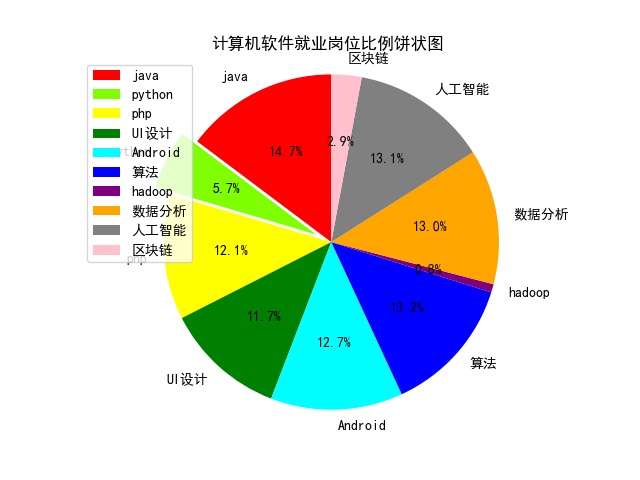 计算机软件就业岗位比例饼状图
java
python
php
UI设计
Android
算法
hadoop
数据分析
人工智能
区块链
java
php
UI设计
Android
算法
hadoop
数据分析
人工智能
区块链
14.7%
5.7%
12.1%
11.7%
12.7%
13.2%
0.8%
13.0%
13.1%
2.9%